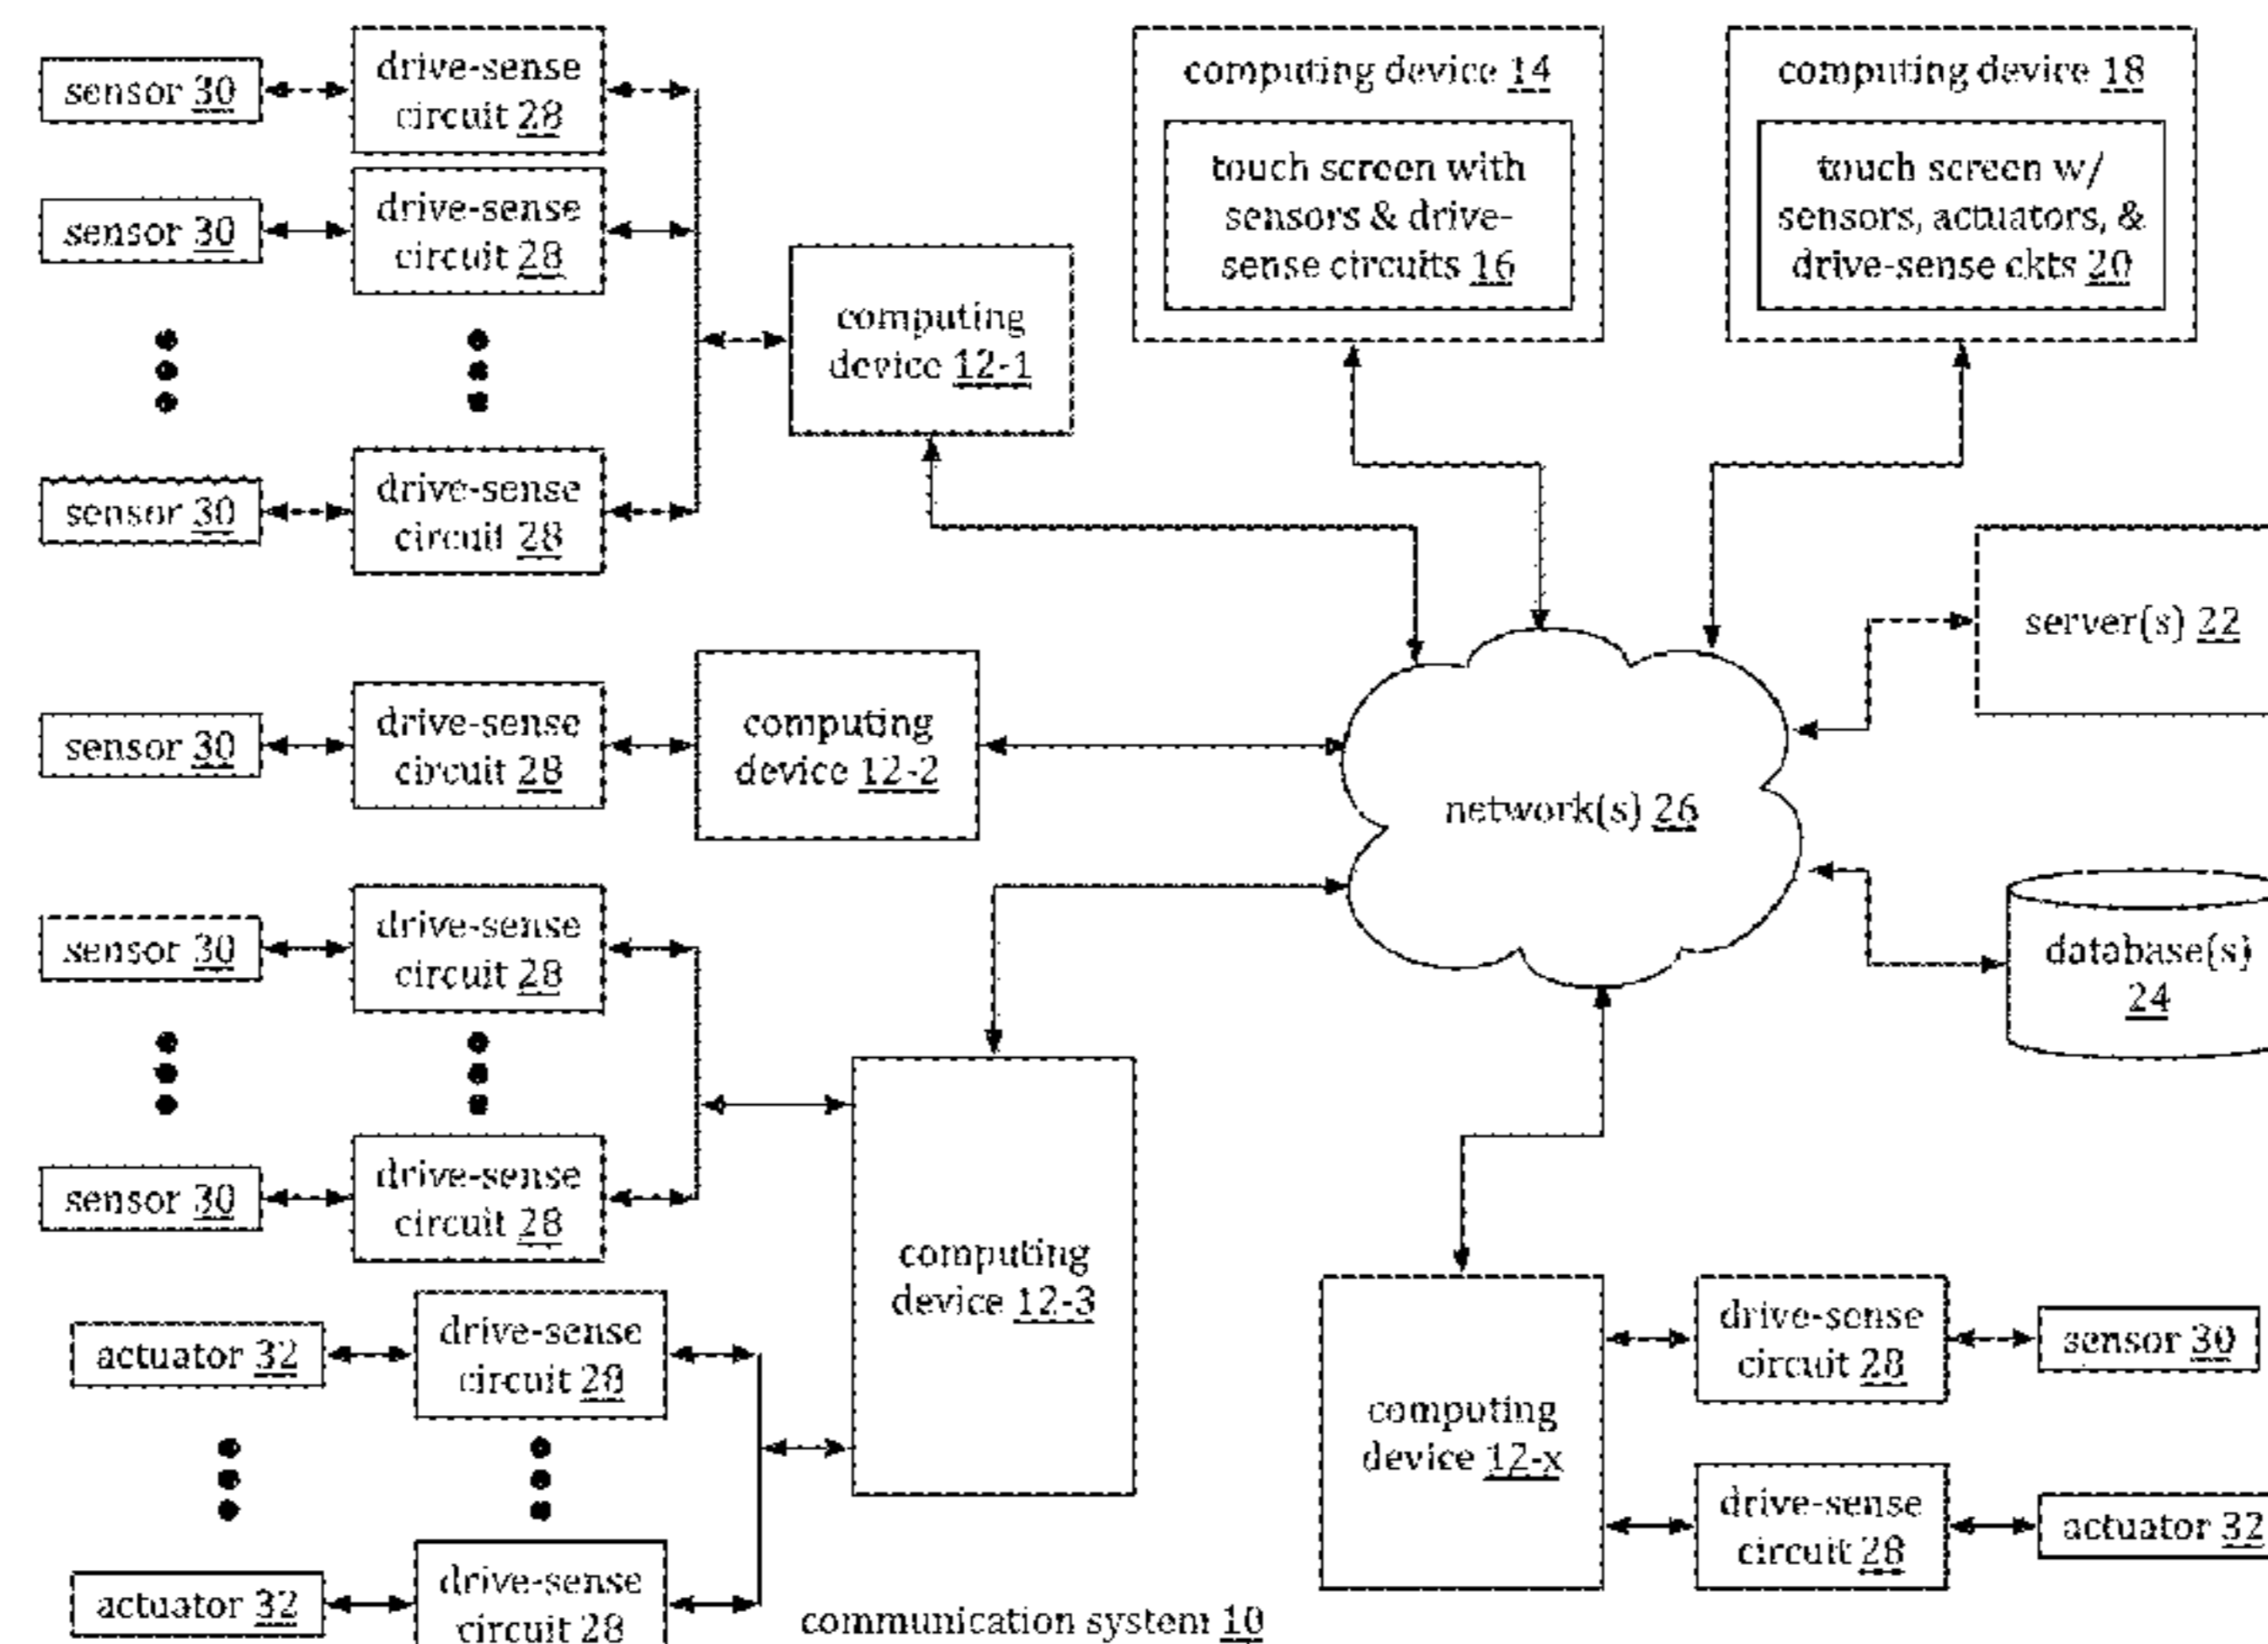 sensor 30
drive-sense
circuit 28
sensor 30
drive-sense
circuit 28
sensor 30
drive-sense
circuit 28
computing
device 12-1
computing device 14
touch screen with
sensors & drive-
sense circuits 16
computing device 18
touch screen w/
sensors, actuators, &
drive-sense ckts 20
server(s) 22
sensor 30
drive-sense
circuit 28
computing
device 12-2
network(s) 26
database(s)
24
sensor 30
drive-sense
circuit 28
sensor 30
drive-sense
circuit 28
computing
device 12-3
actuator 32
drive-sense
circuit 28
actuator 32
drive-sense
circuit 28
computing
device 12-x
drive-sense
circuit 28
sensor 30
drive-sense
circuit 28
actuator 32
communication system 10